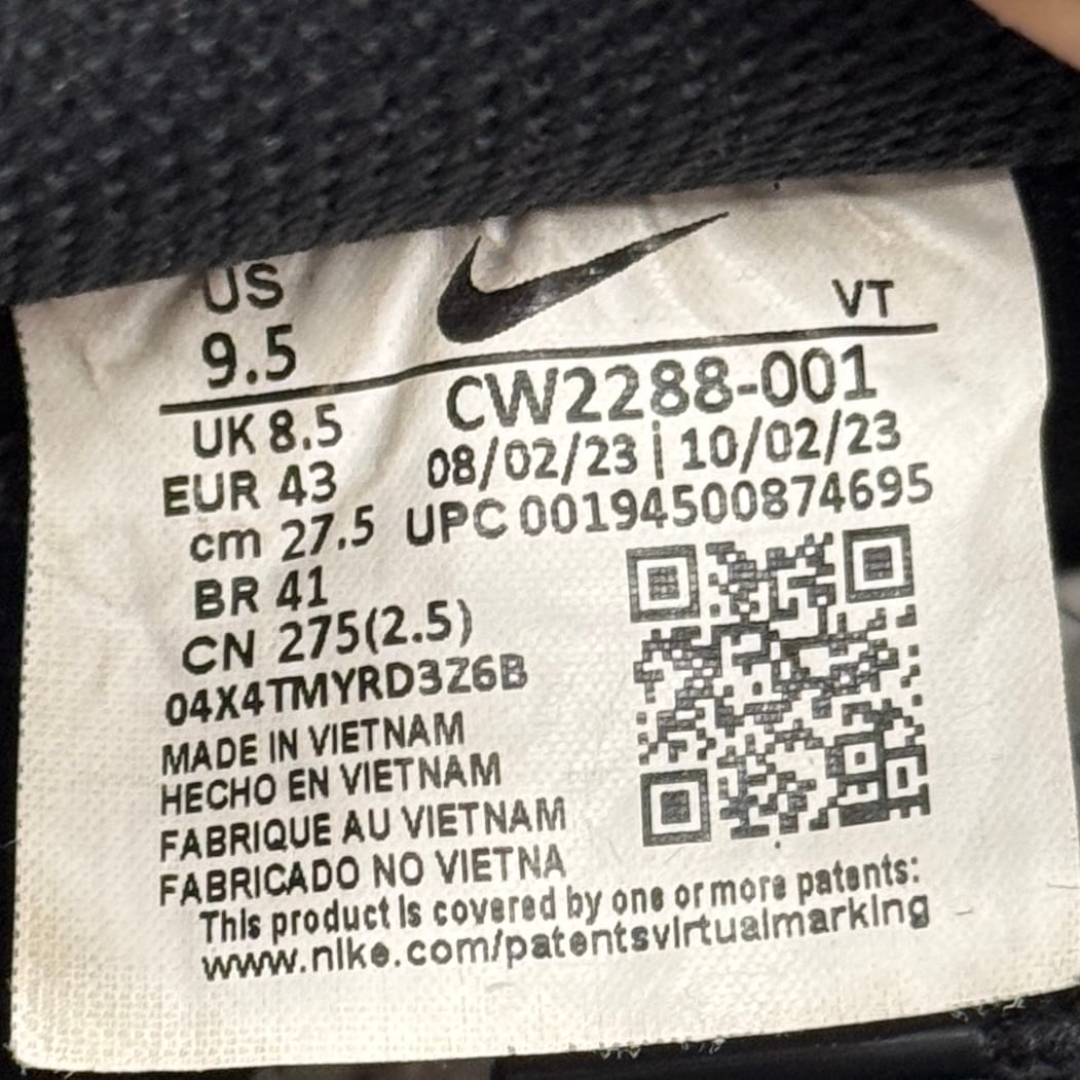 US
VT
9.5
CW2288-001
UK 8.5
08/02/23 | 10/02/23
EUR 43
UPC 00194500874695
cm 27.5
BR 41
CN 275(2.5)
04X4TMYRD3Z6B
MADE IN VIETNAM
HECHO EN VIETNAM
FABRIQUE AU VIETNAM
FABRICADO NO VIETNA
This product is covered by one or more patents:
www.nike.com/patentsvirtualmarking